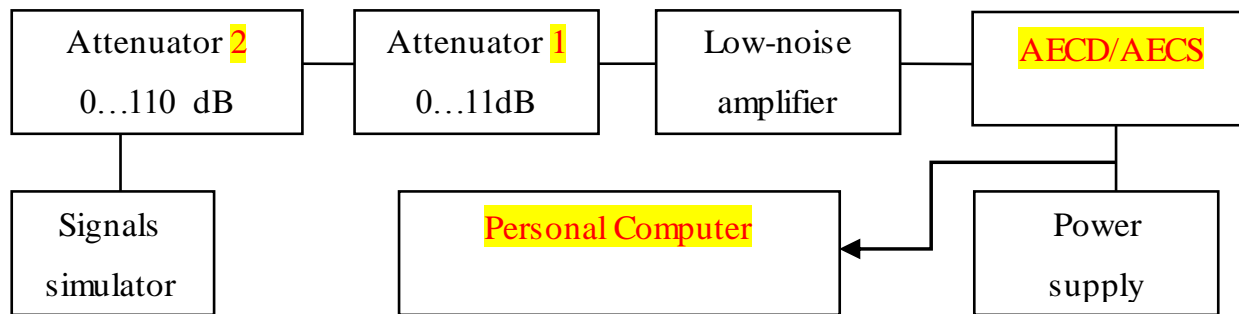 Attenuator 2
0…110 dB
Attenuator 1
0…11dB
Low-noise
amplifier
AECD/AECS
Signals
simulator
Personal Computer
Power
supply